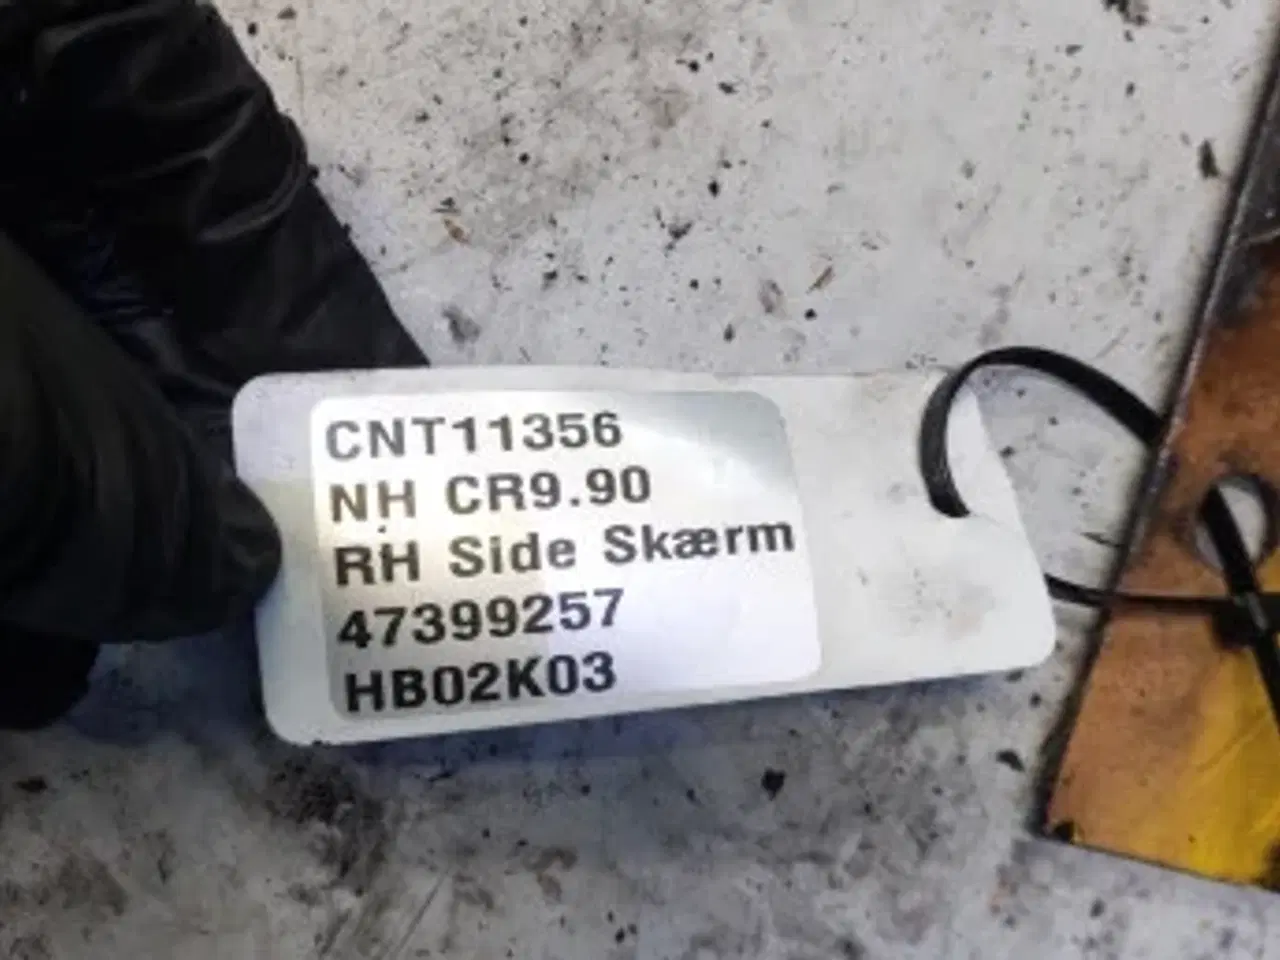 CNT11356
NH CR9.90
RH Side Skærm
47399257
HB02K03